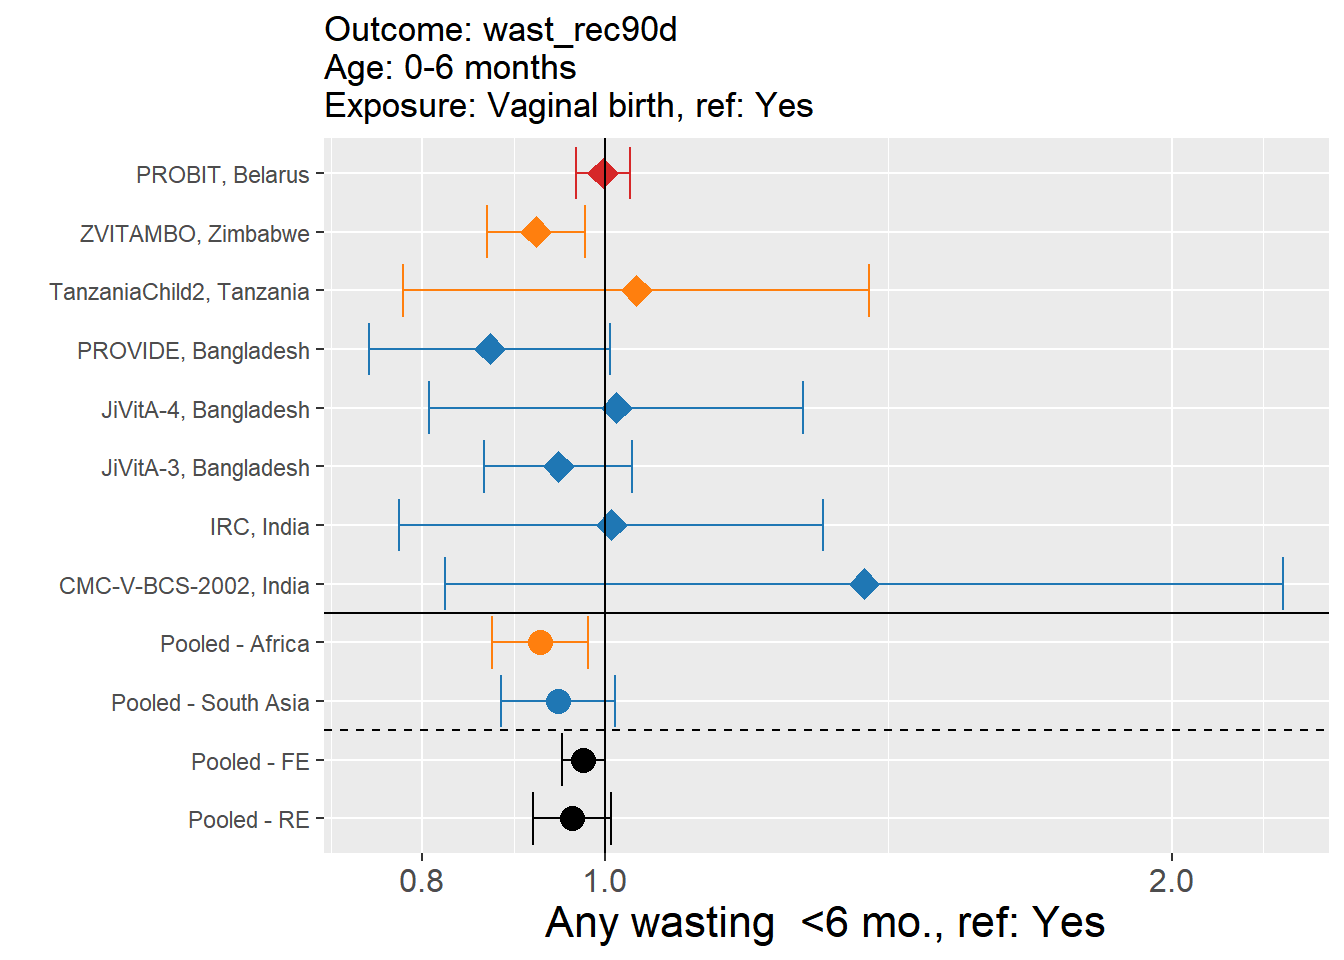 Outcome: wast_rec90d
Age: 0-6 months
Exposure: Vaginal birth, ref: Yes
PROBIT, Belarus
ZVITAMBO, Zimbabwe
TanzaniaChild2, Tanzania
PROVIDE, Bangladesh
JiVitA-4, Bangladesh
JiVitA-3, Bangladesh
IRC, India
CMC-V-BCS-2002, India
Pooled - Africa
Pooled - South Asia
Pooled - FE
Pooled - RE
0.8 1.0 2.0
Any wasting  <6 mo., ref: Yes